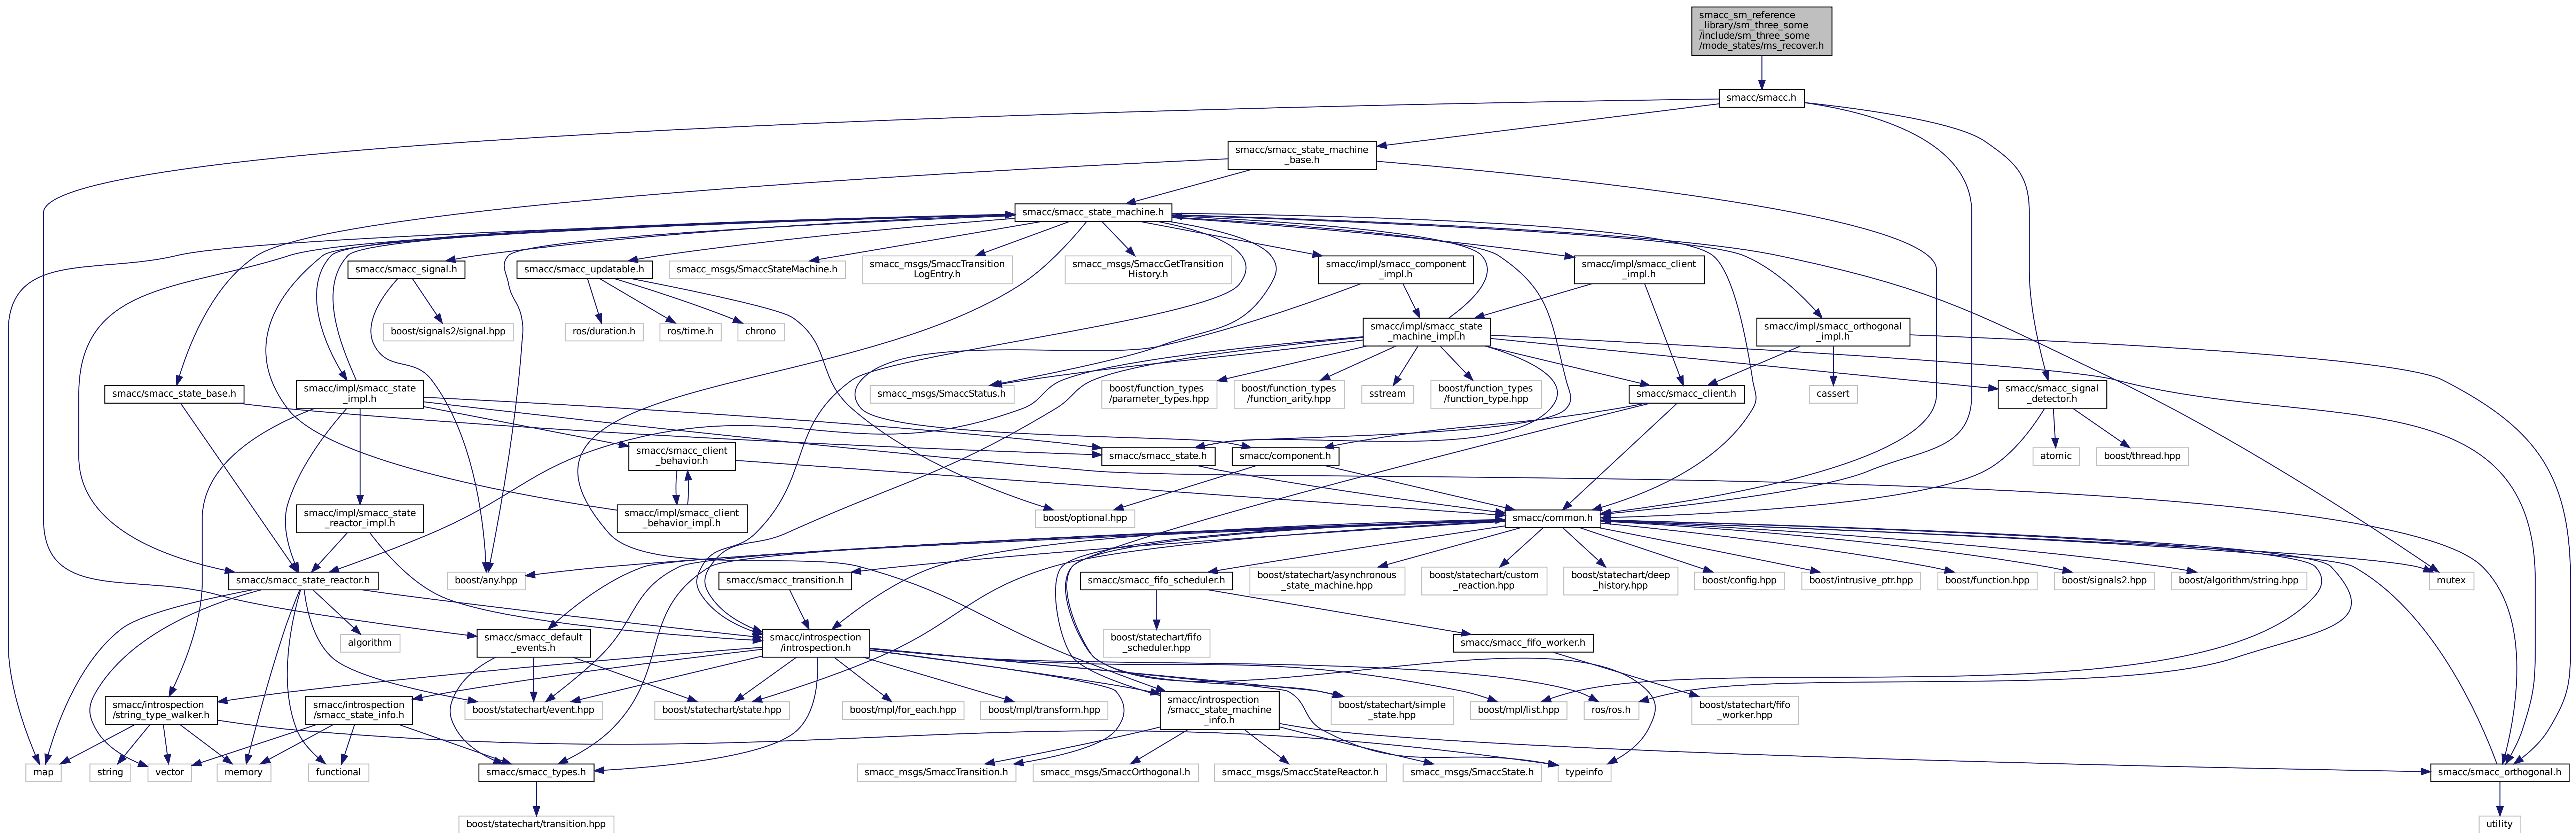 smacc_sm_reference
_library/sm_three_some
/include/sm_three_some
/mode_states/ms_recover.h
smacc/smacc.h
smacc/smacc_state_machine
_base.h
smacc/smacc_state_machine.h
smacc/smacc_signal.h
smacc/smacc_updatable.h
smacc_msgs/SmaccStateMachine.h
smacc_msgs/SmaccTransition
LogEntry.h
smacc_msgs/SmaccGetTransition
History.h
smacc/impl/smacc_component
_impl.h
smacc/impl/smacc_client
_impl.h
boost/signals2/signal.hpp
ros/duration.h
ros/time.h
chrono
smacc/impl/smacc_state
_machine_impl.h
smacc/impl/smacc_orthogonal
_impl.h
smacc/smacc_state_base.h
smacc/impl/smacc_state
_impl.h
smacc_msgs/SmaccStatus.h
boost/function_types
/parameter_types.hpp
boost/function_types
/function_arity.hpp
sstream
boost/function_types
/function_type.hpp
smacc/smacc_client.h
cassert
smacc/smacc_signal
_detector.h
smacc/smacc_client
_behavior.h
smacc/smacc_state.h
smacc/component.h
atomic
boost/thread.hpp
smacc/impl/smacc_state
_reactor_impl.h
smacc/impl/smacc_client
_behavior_impl.h
boost/optional.hpp
smacc/common.h
smacc/smacc_state_reactor.h
boost/any.hpp
smacc/smacc_transition.h
smacc/smacc_fifo_scheduler.h
boost/statechart/asynchronous
_state_machine.hpp
boost/statechart/custom
_reaction.hpp
boost/statechart/deep
_history.hpp
boost/config.hpp
boost/intrusive_ptr.hpp
boost/function.hpp
boost/signals2.hpp
boost/algorithm/string.hpp
mutex
algorithm
smacc/smacc_default
_events.h
smacc/introspection
/introspection.h
boost/statechart/fifo
_scheduler.hpp
smacc/smacc_fifo_worker.h
smacc/introspection
/string_type_walker.h
smacc/introspection
/smacc_state_info.h
boost/statechart/event.hpp
boost/statechart/state.hpp
boost/mpl/for_each.hpp
boost/mpl/transform.hpp
smacc/introspection
/smacc_state_machine
_info.h
boost/statechart/simple
_state.hpp
boost/mpl/list.hpp
ros/ros.h
boost/statechart/fifo
_worker.hpp
map
string
vector
memory
functional
smacc/smacc_types.h
smacc_msgs/SmaccTransition.h
smacc_msgs/SmaccOrthogonal.h
smacc_msgs/SmaccStateReactor.h
smacc_msgs/SmaccState.h
typeinfo
smacc/smacc_orthogonal.h
boost/statechart/transition.hpp
utility